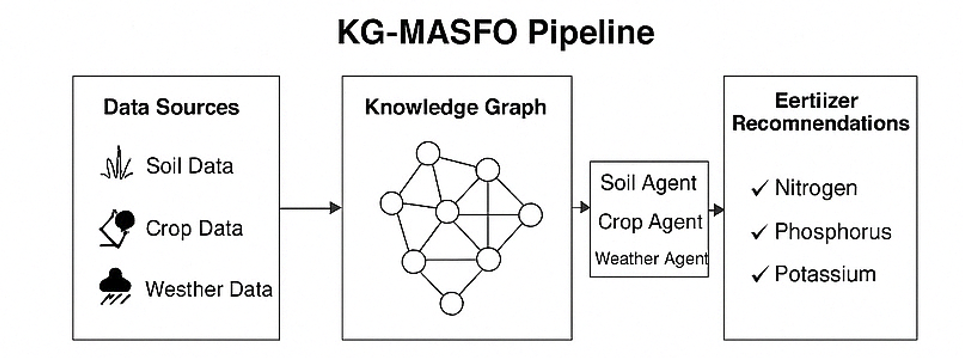 KG-MASFO Pipeline
Data Sources
Soil Data
Crop Data
Westher Data
Knowledge Graph
Soil Agent
Crop Agent
Weather Agent
Eertiizer
Recomnendations
✓ Nitrogen
✓ Phosphorus
✓ Potassium